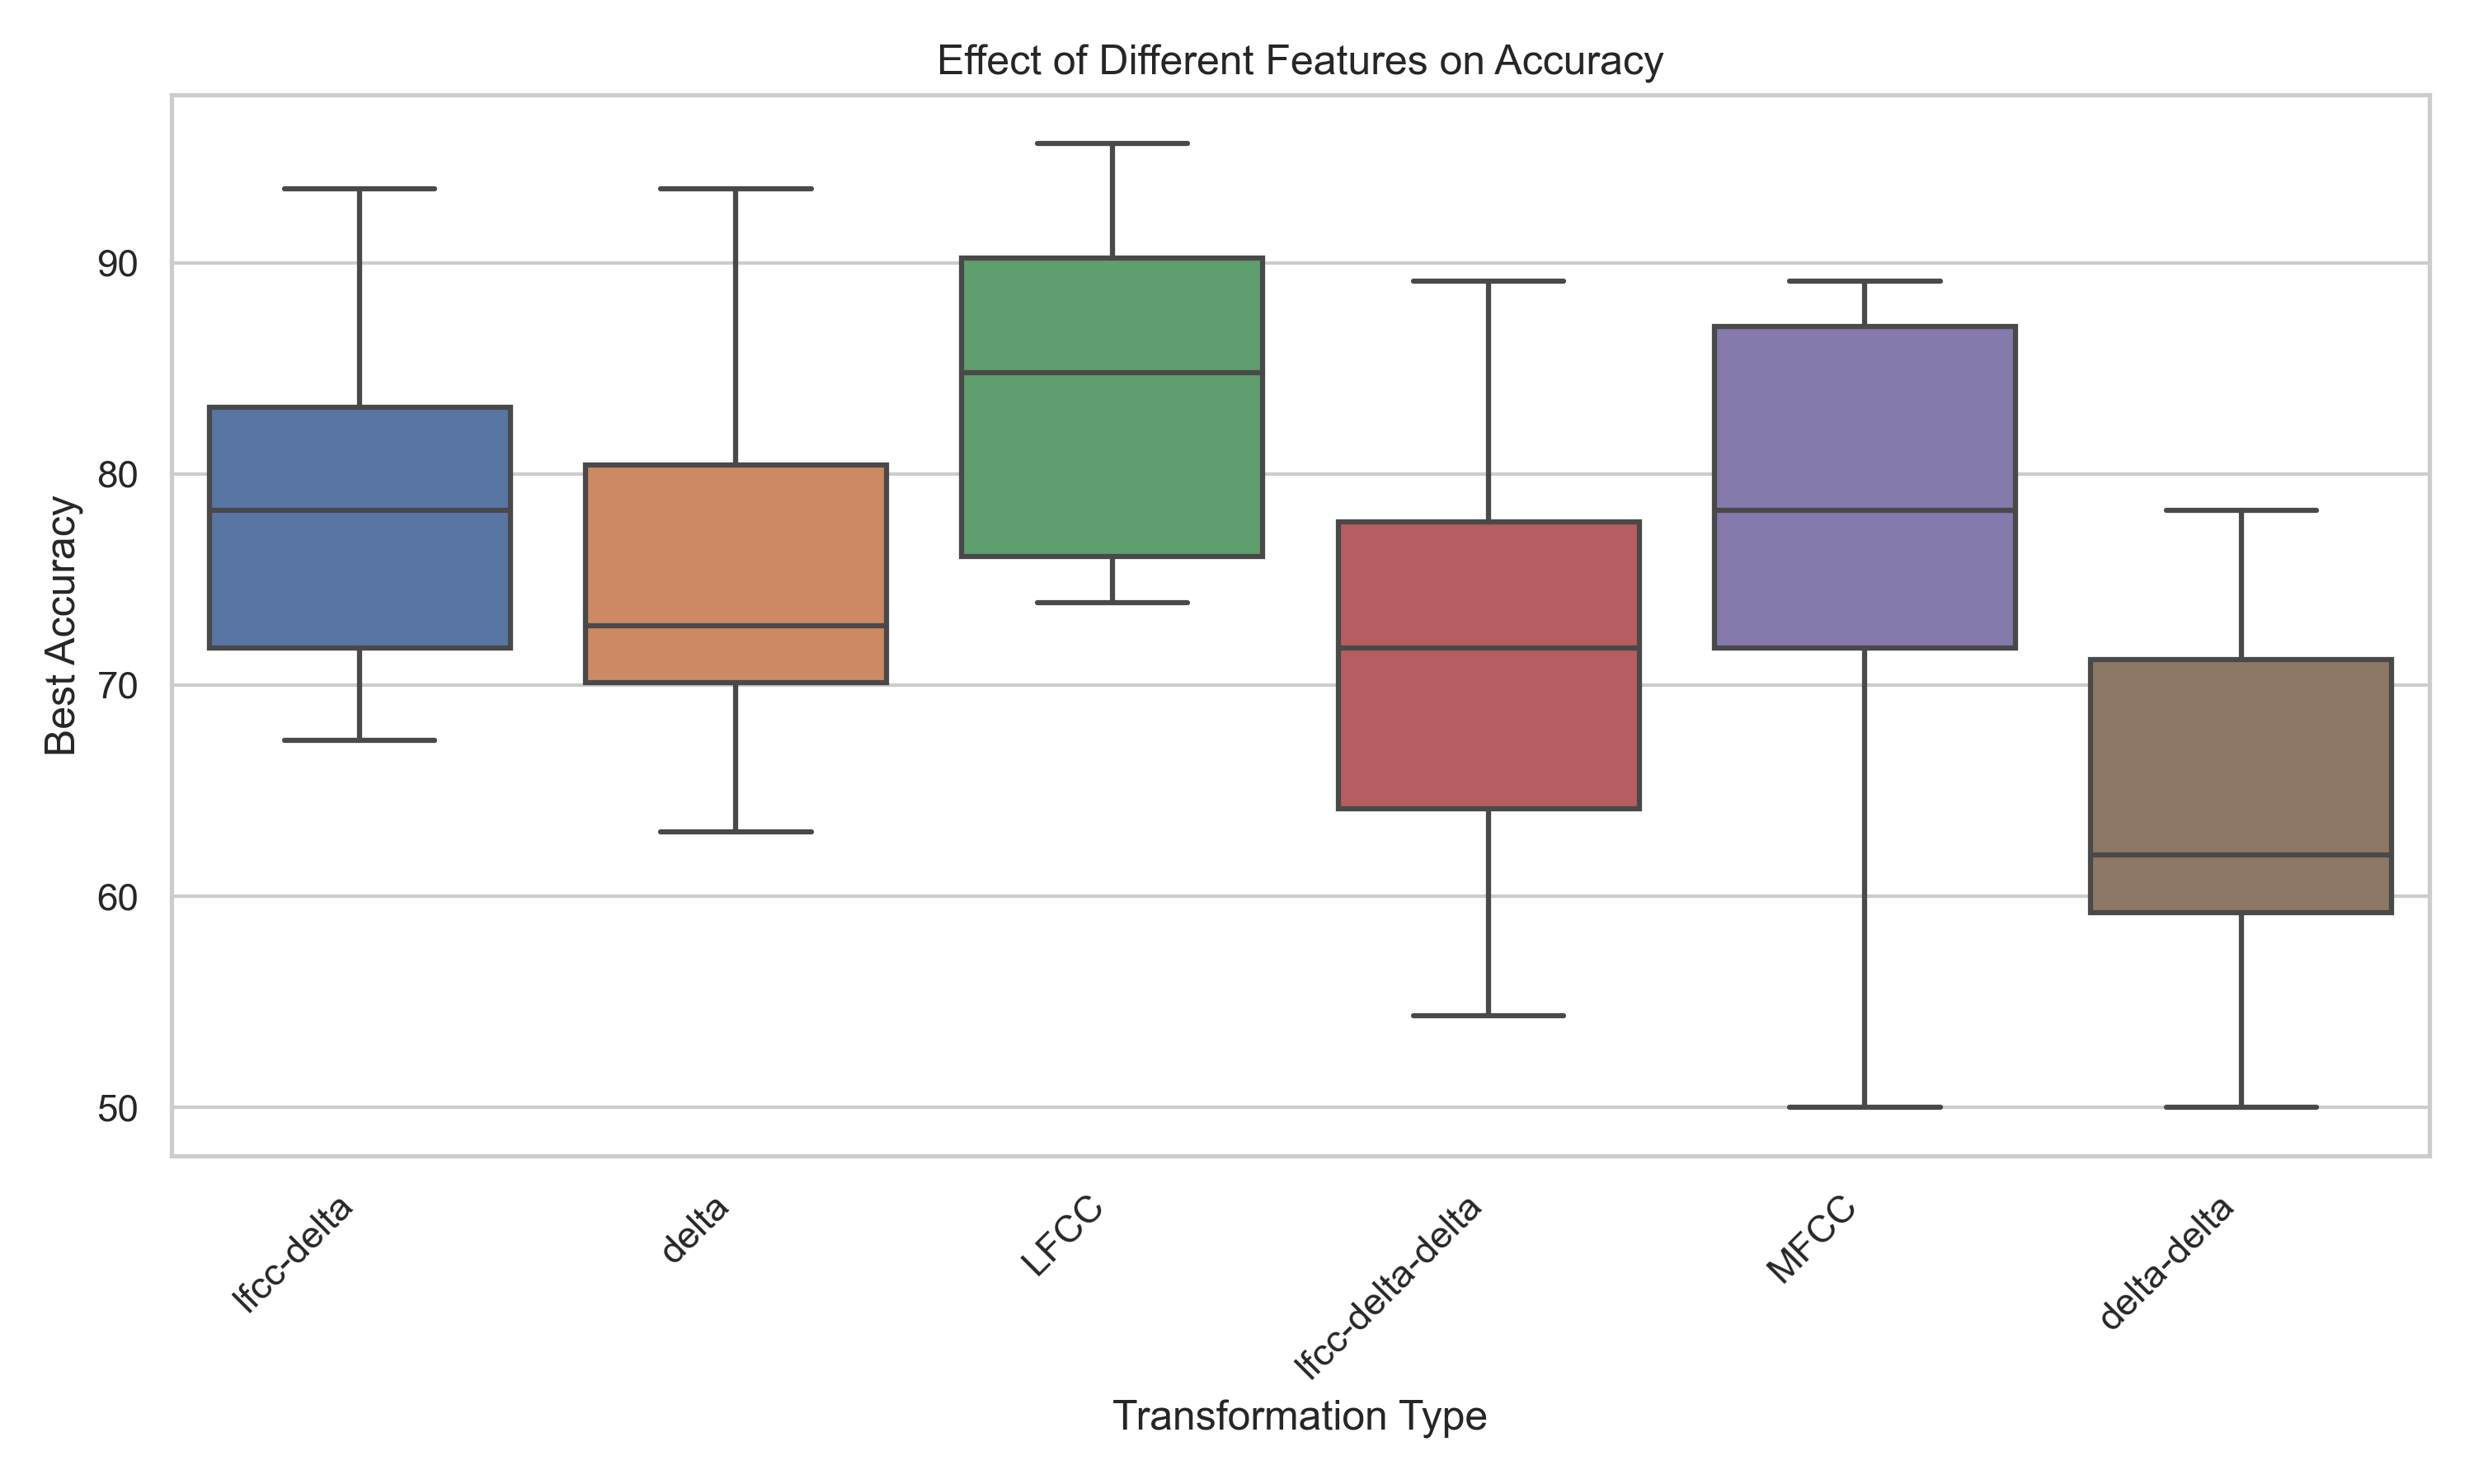 Effect of Different Features on Accuracy
Best Accuracy
90
80
70
60
50
lfcc-delta
delta
LFCC
lfcc-delta-delta
MFCC
delta-delta
Transformation Type